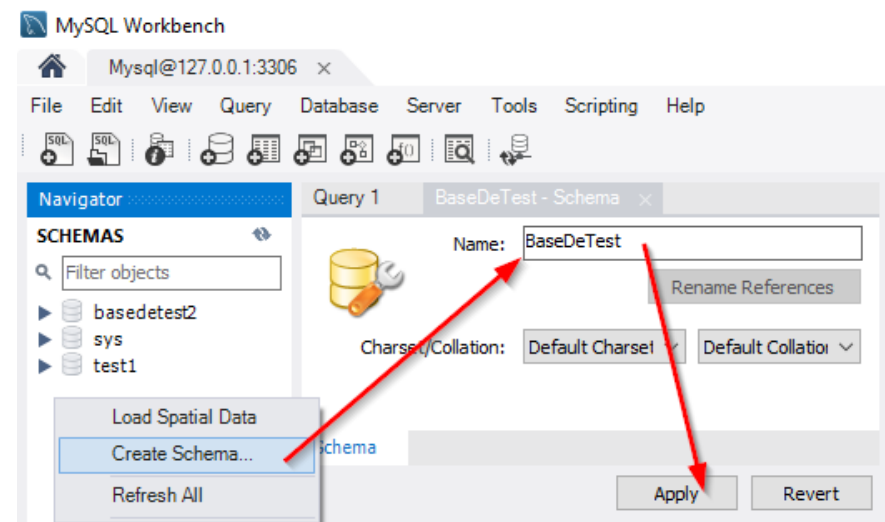 MySQL Workbench
Mysql@127.0.0.1:3306 ×
File Edit View Query Database Server Tools Scripting Help
SQL SQL
Navigator
SCHEMAS
Filter objects
basedetest2
sys
test1
Load Spatial Data
Create Schema...
Refresh All
Query 1 BaseDeTest - Schema ×
Name: BaseDeTest
Rename References
Charset/Collation: Default Charset Default Collation
Schema
Apply Revert